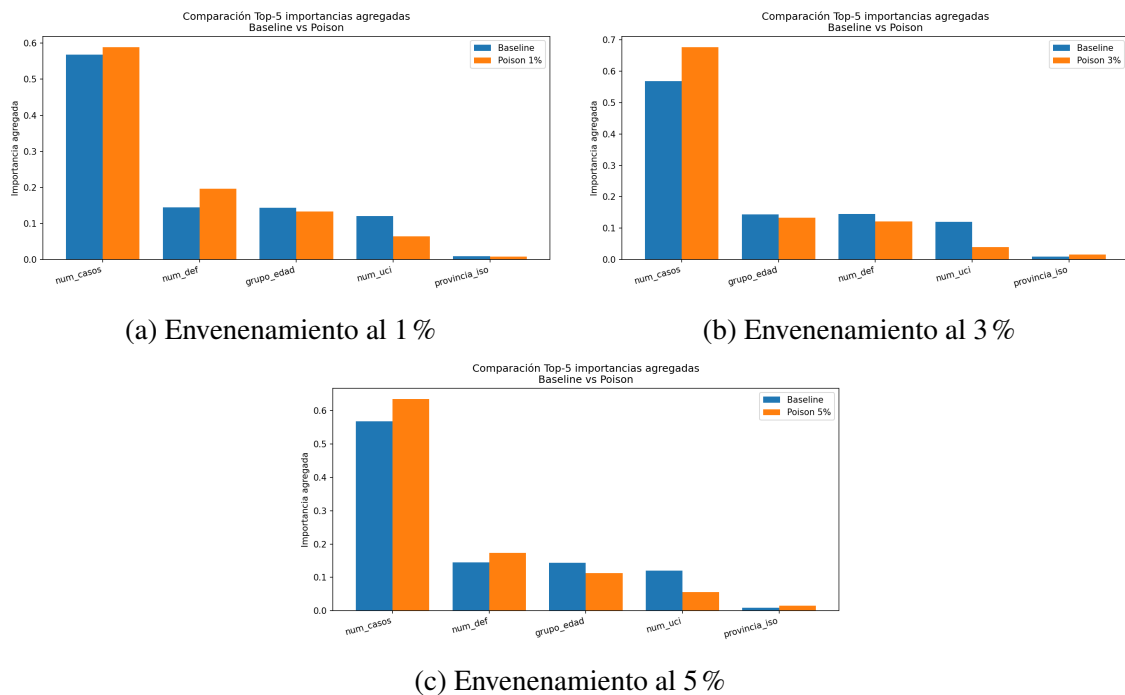 Comparación Top-5 importancias agregadas
Baseline vs Poison
Baseline
Poison 1%
Importancia agregada
0.6
0.5
0.4
0.3
0.2
0.1
0.0
num_casos
num_def
grupo_edad
num_uci
provincia_iso
(a) Envenenamiento al 1 %
Comparación Top-5 importancias agregadas
Baseline vs Poison
Baseline
Poison 3%
Importancia agregada
0.7
0.6
0.5
0.4
0.3
0.2
0.1
0.0
num_casos
grupo_edad
num_def
num_uci
provincia_iso
(b) Envenenamiento al 3 %
Comparación Top-5 importancias agregadas
Baseline vs Poison
Baseline
Poison 5%
Importancia agregada
0.6
0.5
0.4
0.3
0.2
0.1
0.0
num_casos
num_def
grupo_edad
num_uci
provincia_iso
(c) Envenenamiento al 5 %